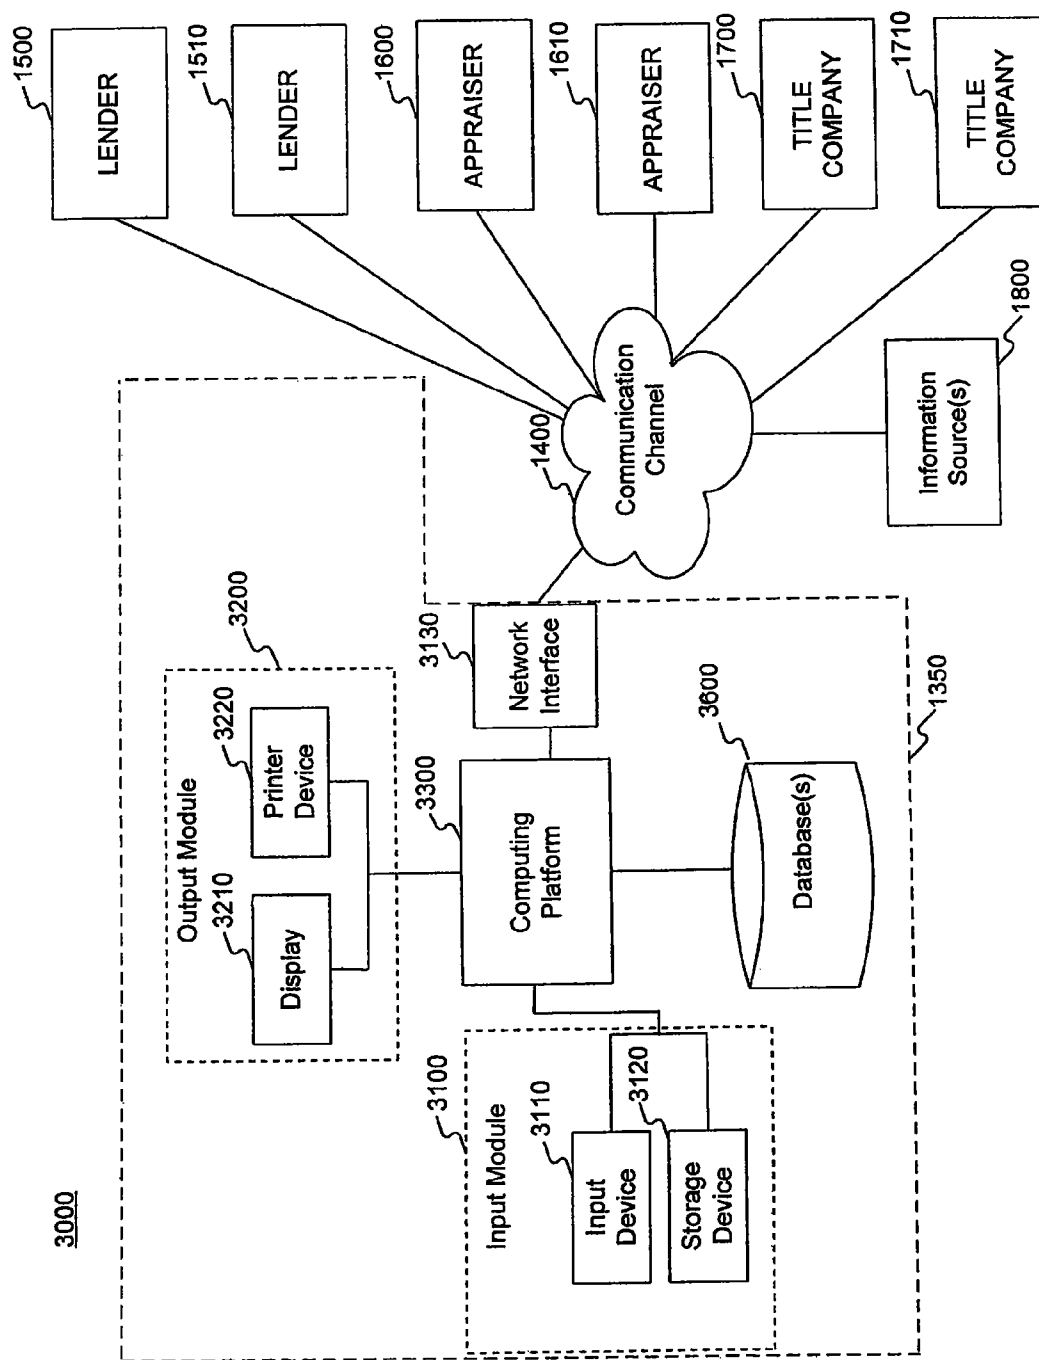 3000
3100
Input Module
3110
Input
Device
3120
Storage
Device
3200
Output Module
3210
Display
3220
Printer
Device
3300
Computing
Platform
3130
Network
Interface
3600
Database(s)
1350
1400
Communication
Channel
1500
LENDER
1510
LENDER
1600
APPRAISER
1610
APPRAISER
1700
TITLE
COMPANY
1710
TITLE
COMPANY
1800
Information
Source(s)